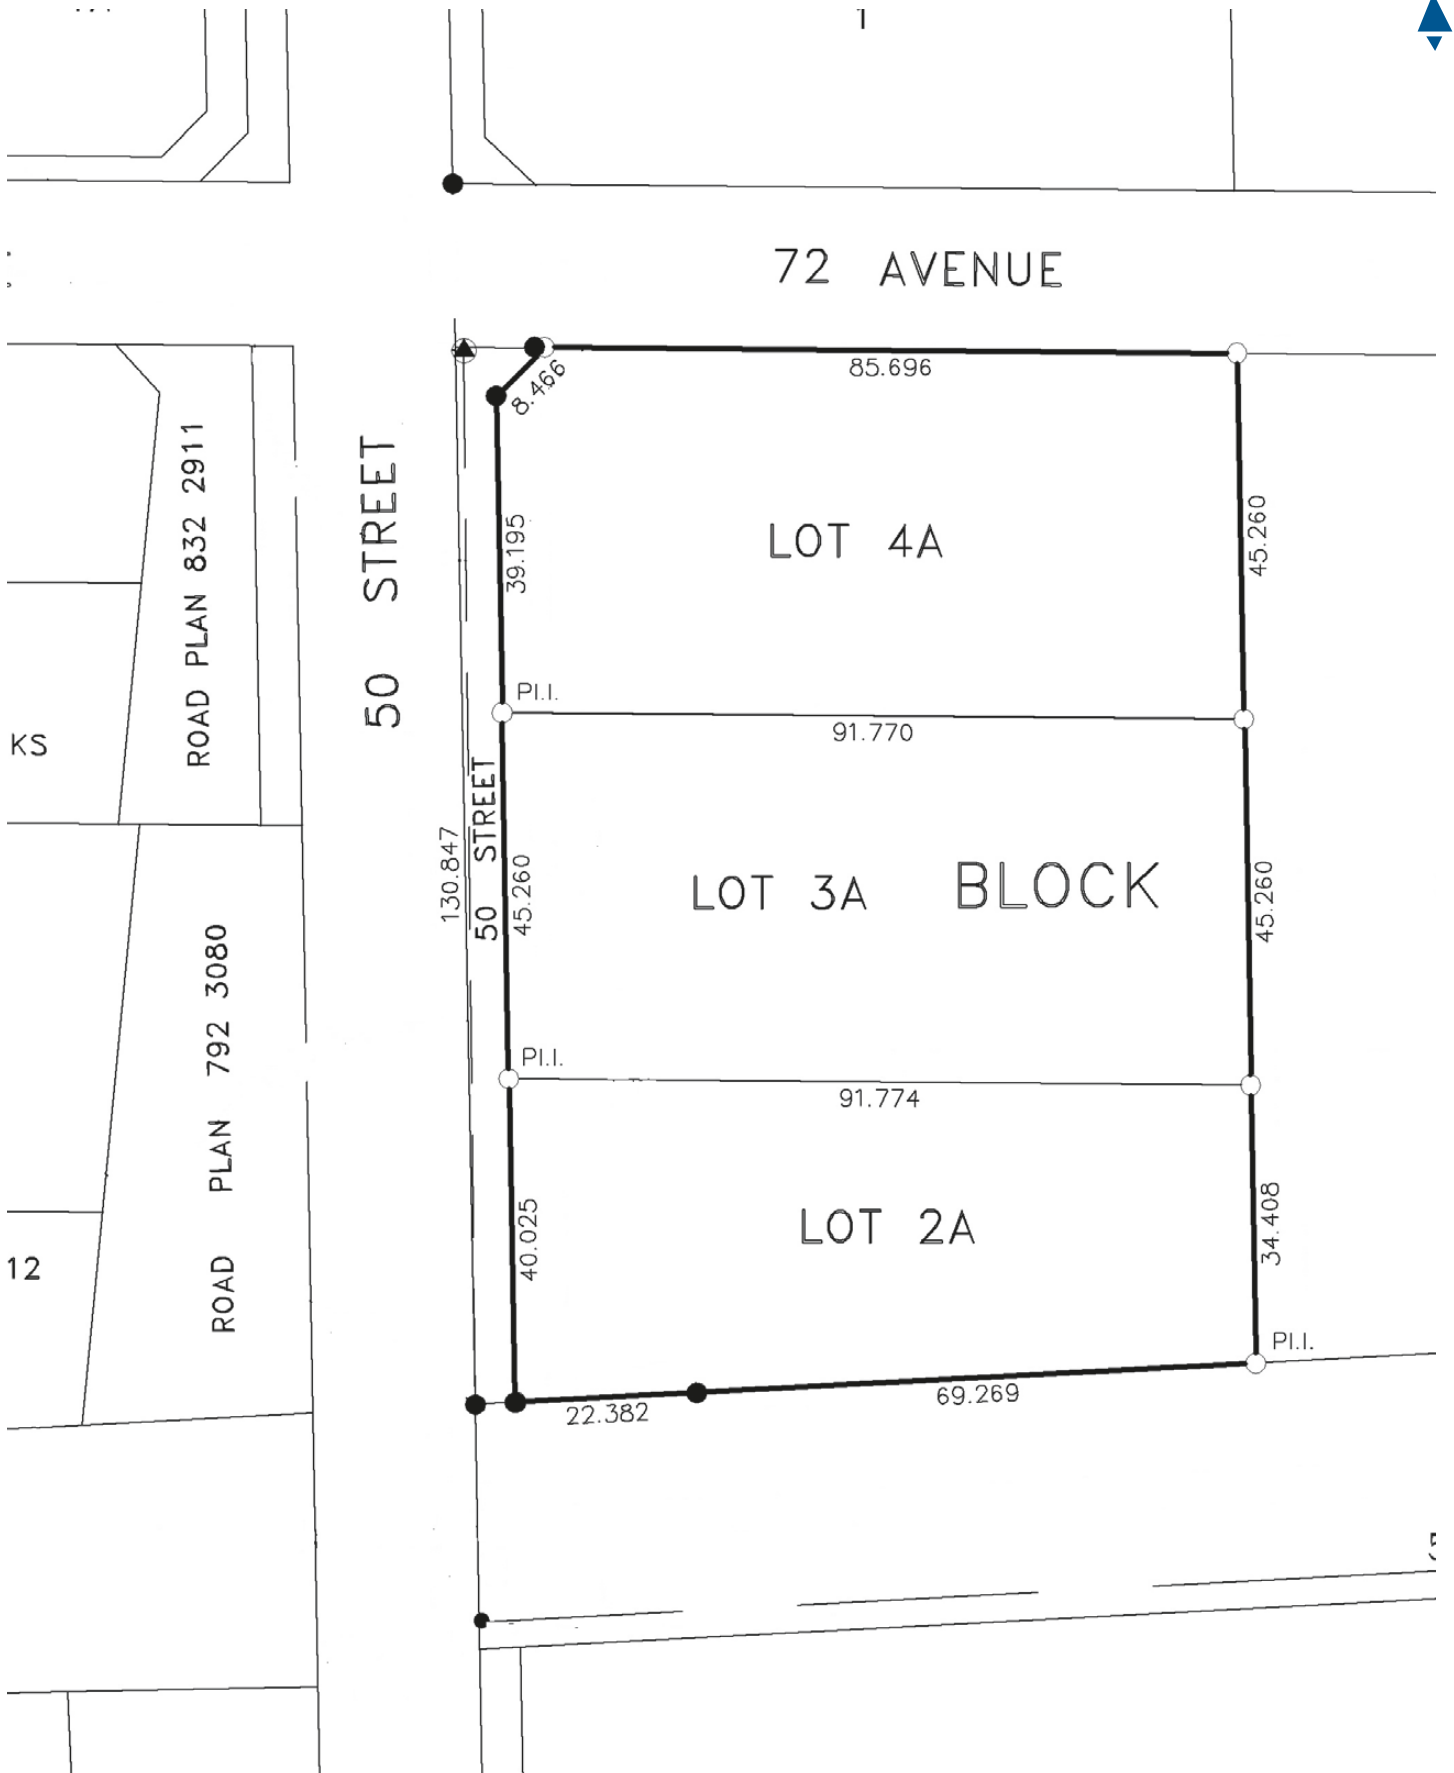 1
72 AVENUE
85.696
8.466
ROAD PLAN 832 2911
50 STREET
39.195
LOT 4A
45.260
PI.I.
91.770
KS
50 STREET
130.847
45.260
LOT 3A
BLOCK
45.260
ROAD PLAN 792 3080
PI.I.
91.774
40.025
LOT 2A
34.408
12
PI.I.
69.269
22.382